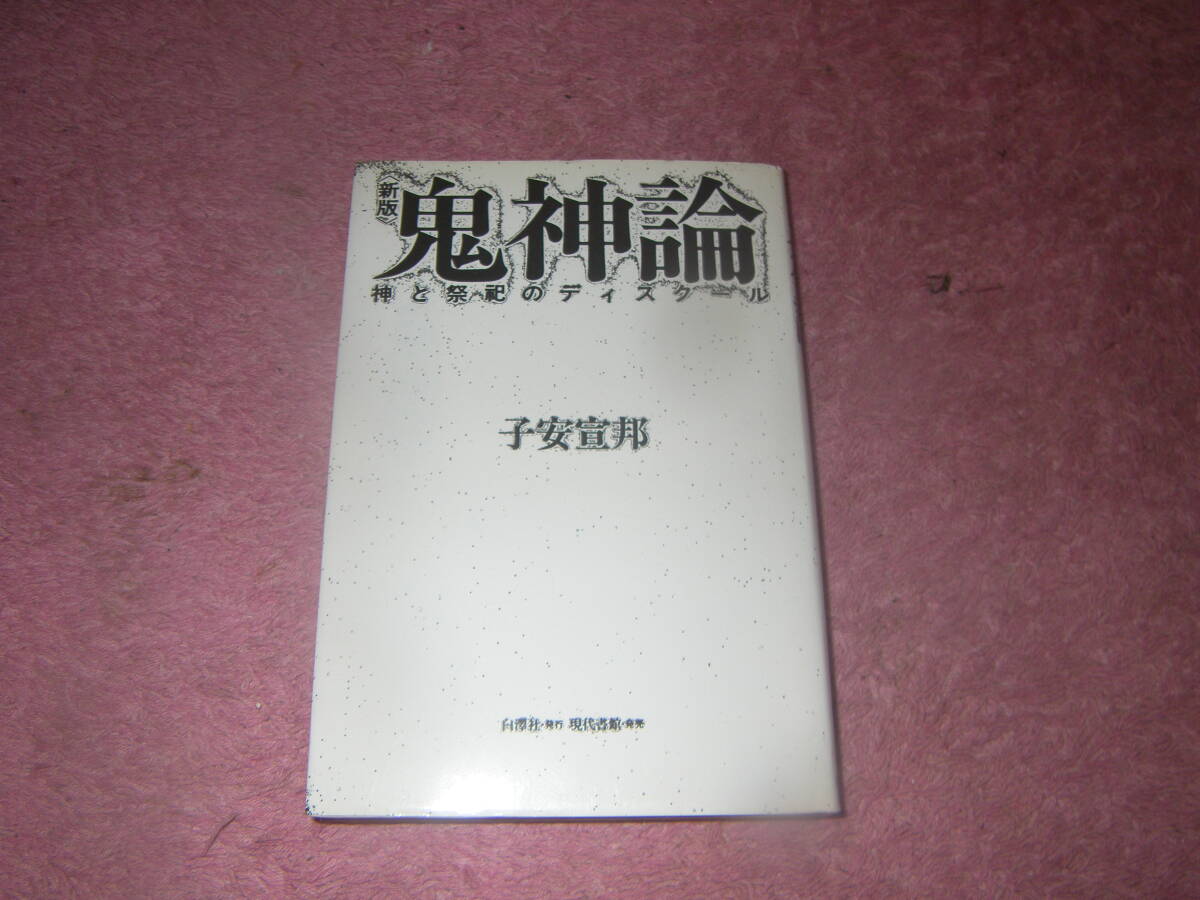 〈新版〉
鬼神論
神と祭祀のディスクール
子安宣邦
白澤社・発行 現代書館・発売